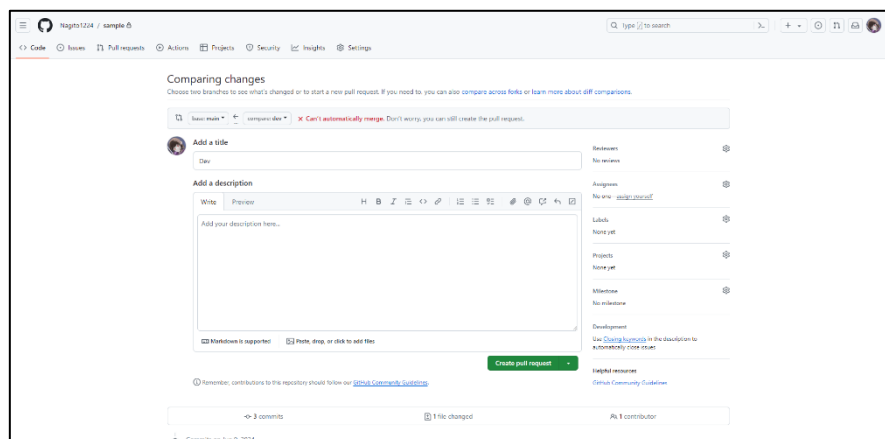 Nagito1224 / sample
Type / to search
Code Issues Pull requests Actions Projects Security Insights Settings
Comparing changes
Choose two branches to see what's changed or to start a new pull request. If you need to, you can also compare across forks or learn more about diff comparisons.
base: main ← compare: dev × Can't automatically merge. Don't worry, you can still create the pull request.
Add a title
Dev
Add a description
Write Preview
Add your description here...
Markdown is supported Paste, drop, or click to add files
Create pull request
Remember, contributions to this repository should follow our GitHub Community Guidelines.
Reviewers
No reviews
Assignees
No one—assign yourself
Labels
None yet
Projects
None yet
Milestone
No milestone
Development
Use Closing keywords in the description to
automatically close issues
Helpful resources
GitHub Community Guidelines
3 commits 1 file changed 1 contributor